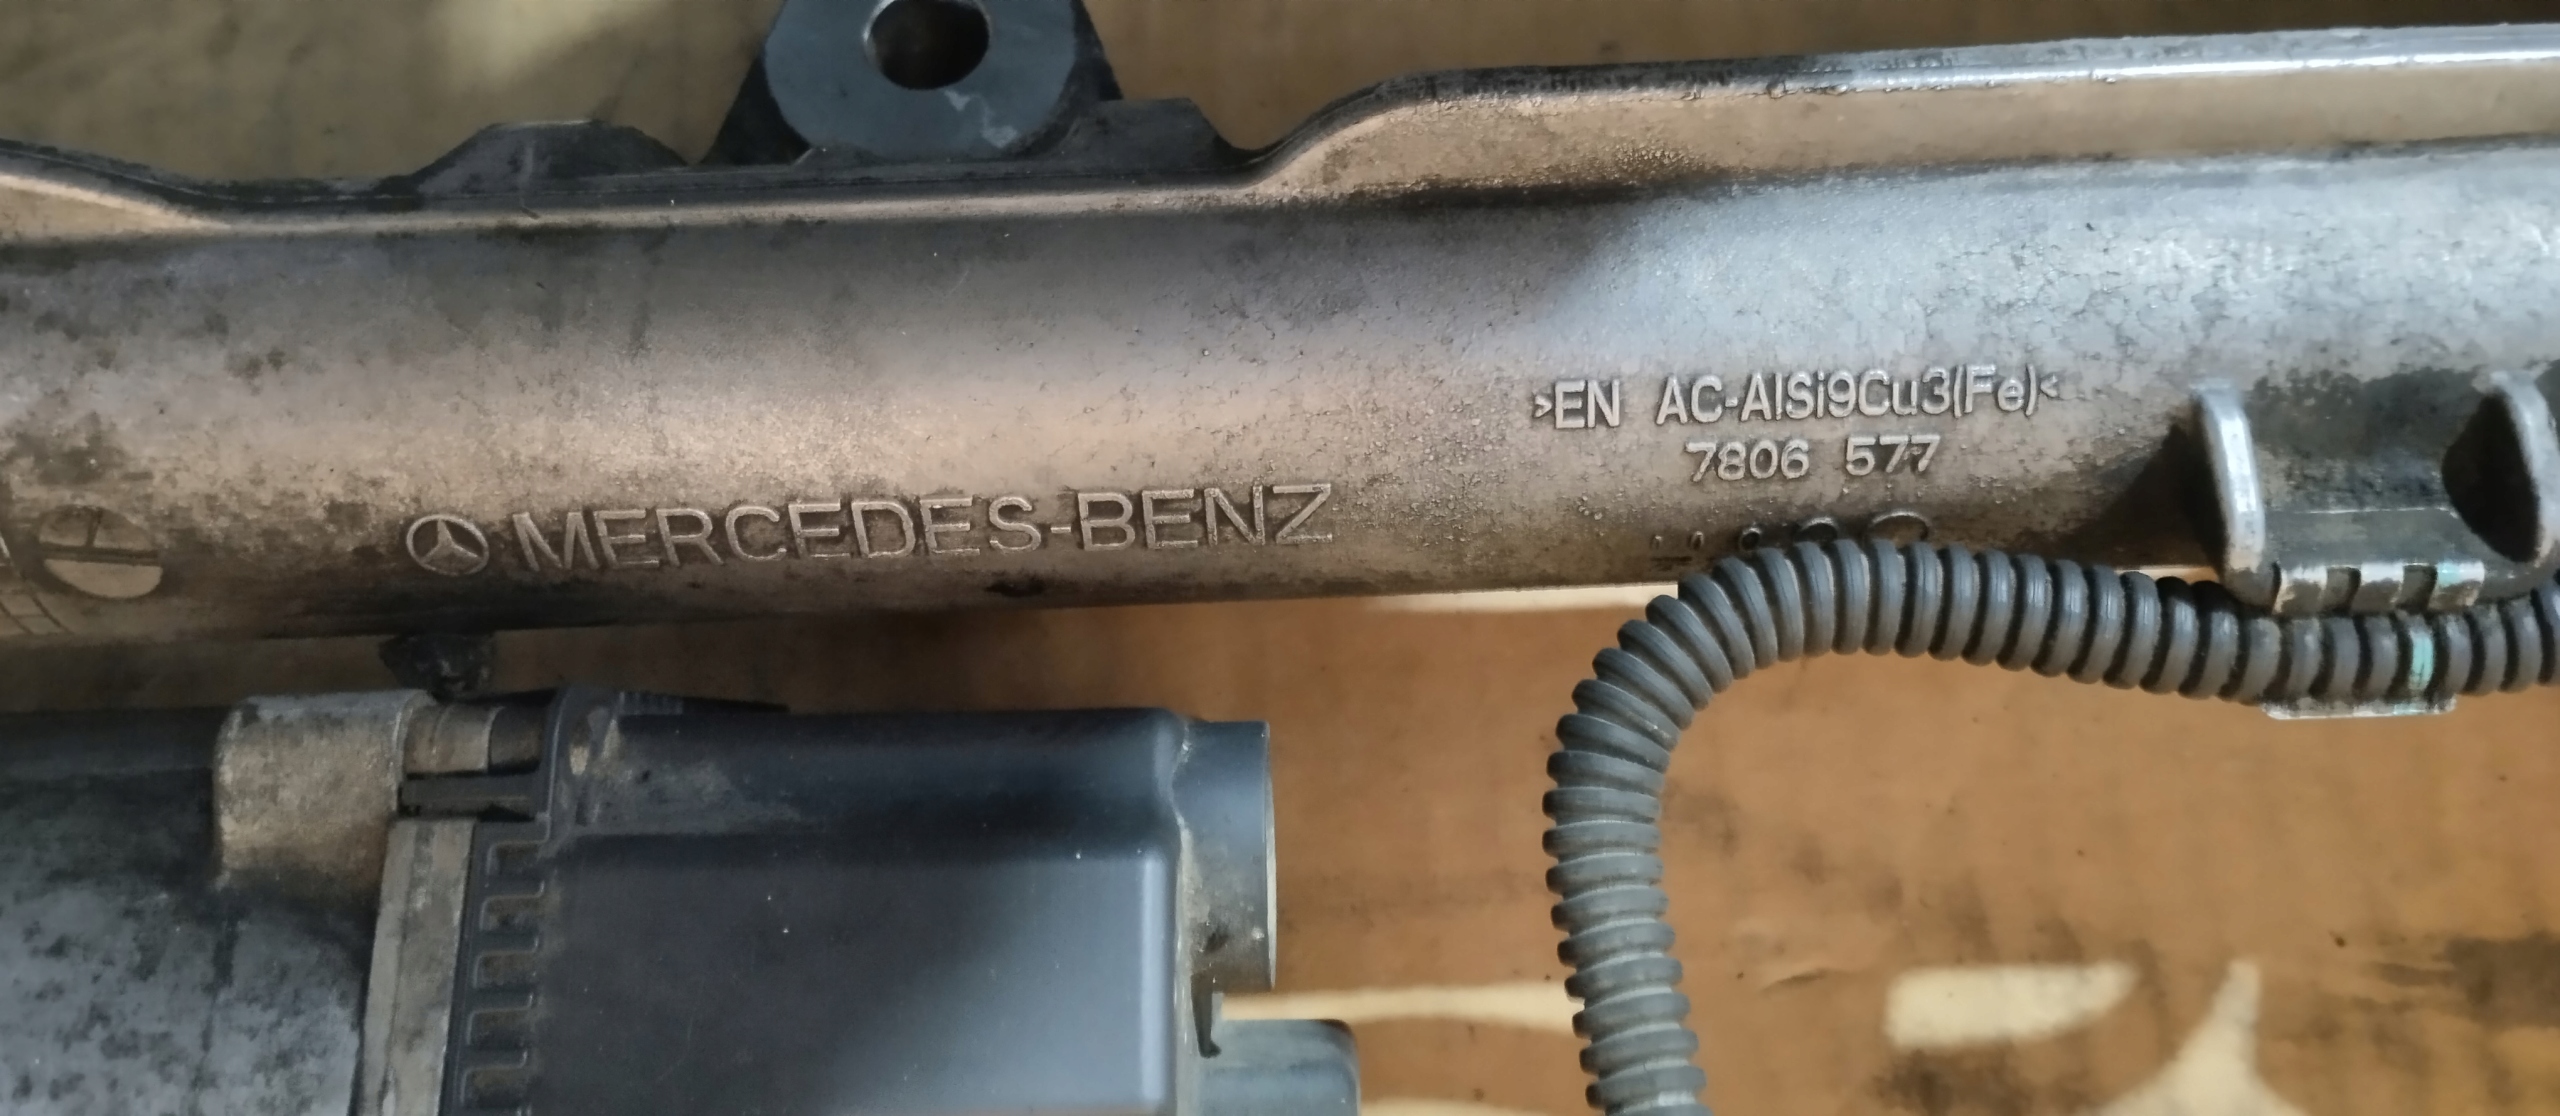 MERCEDES-BENZ
>EN AC-AlSi9Cu3(Fe)<
7806 577